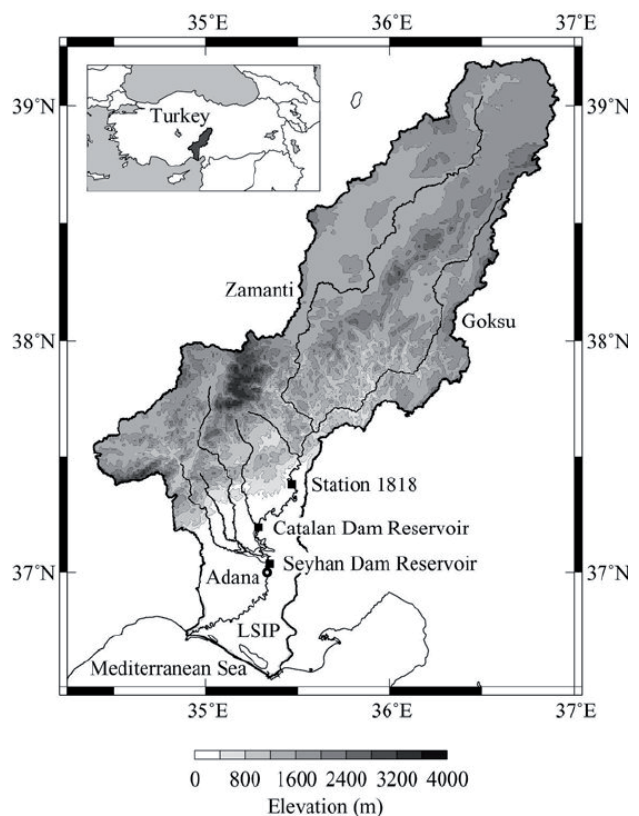 35°E 36°E 37°E
39°N 39°N
Turkey
Zamanti
Goksu
38°N 38°N
Station 1818
Catalan Dam Reservoir
Seyhan Dam Reservoir
37°N Adana 37°N
LSIP
Mediterranean Sea
35°E 36°E 37°E
0 800 1600 2400 3200 4000
Elevation (m)